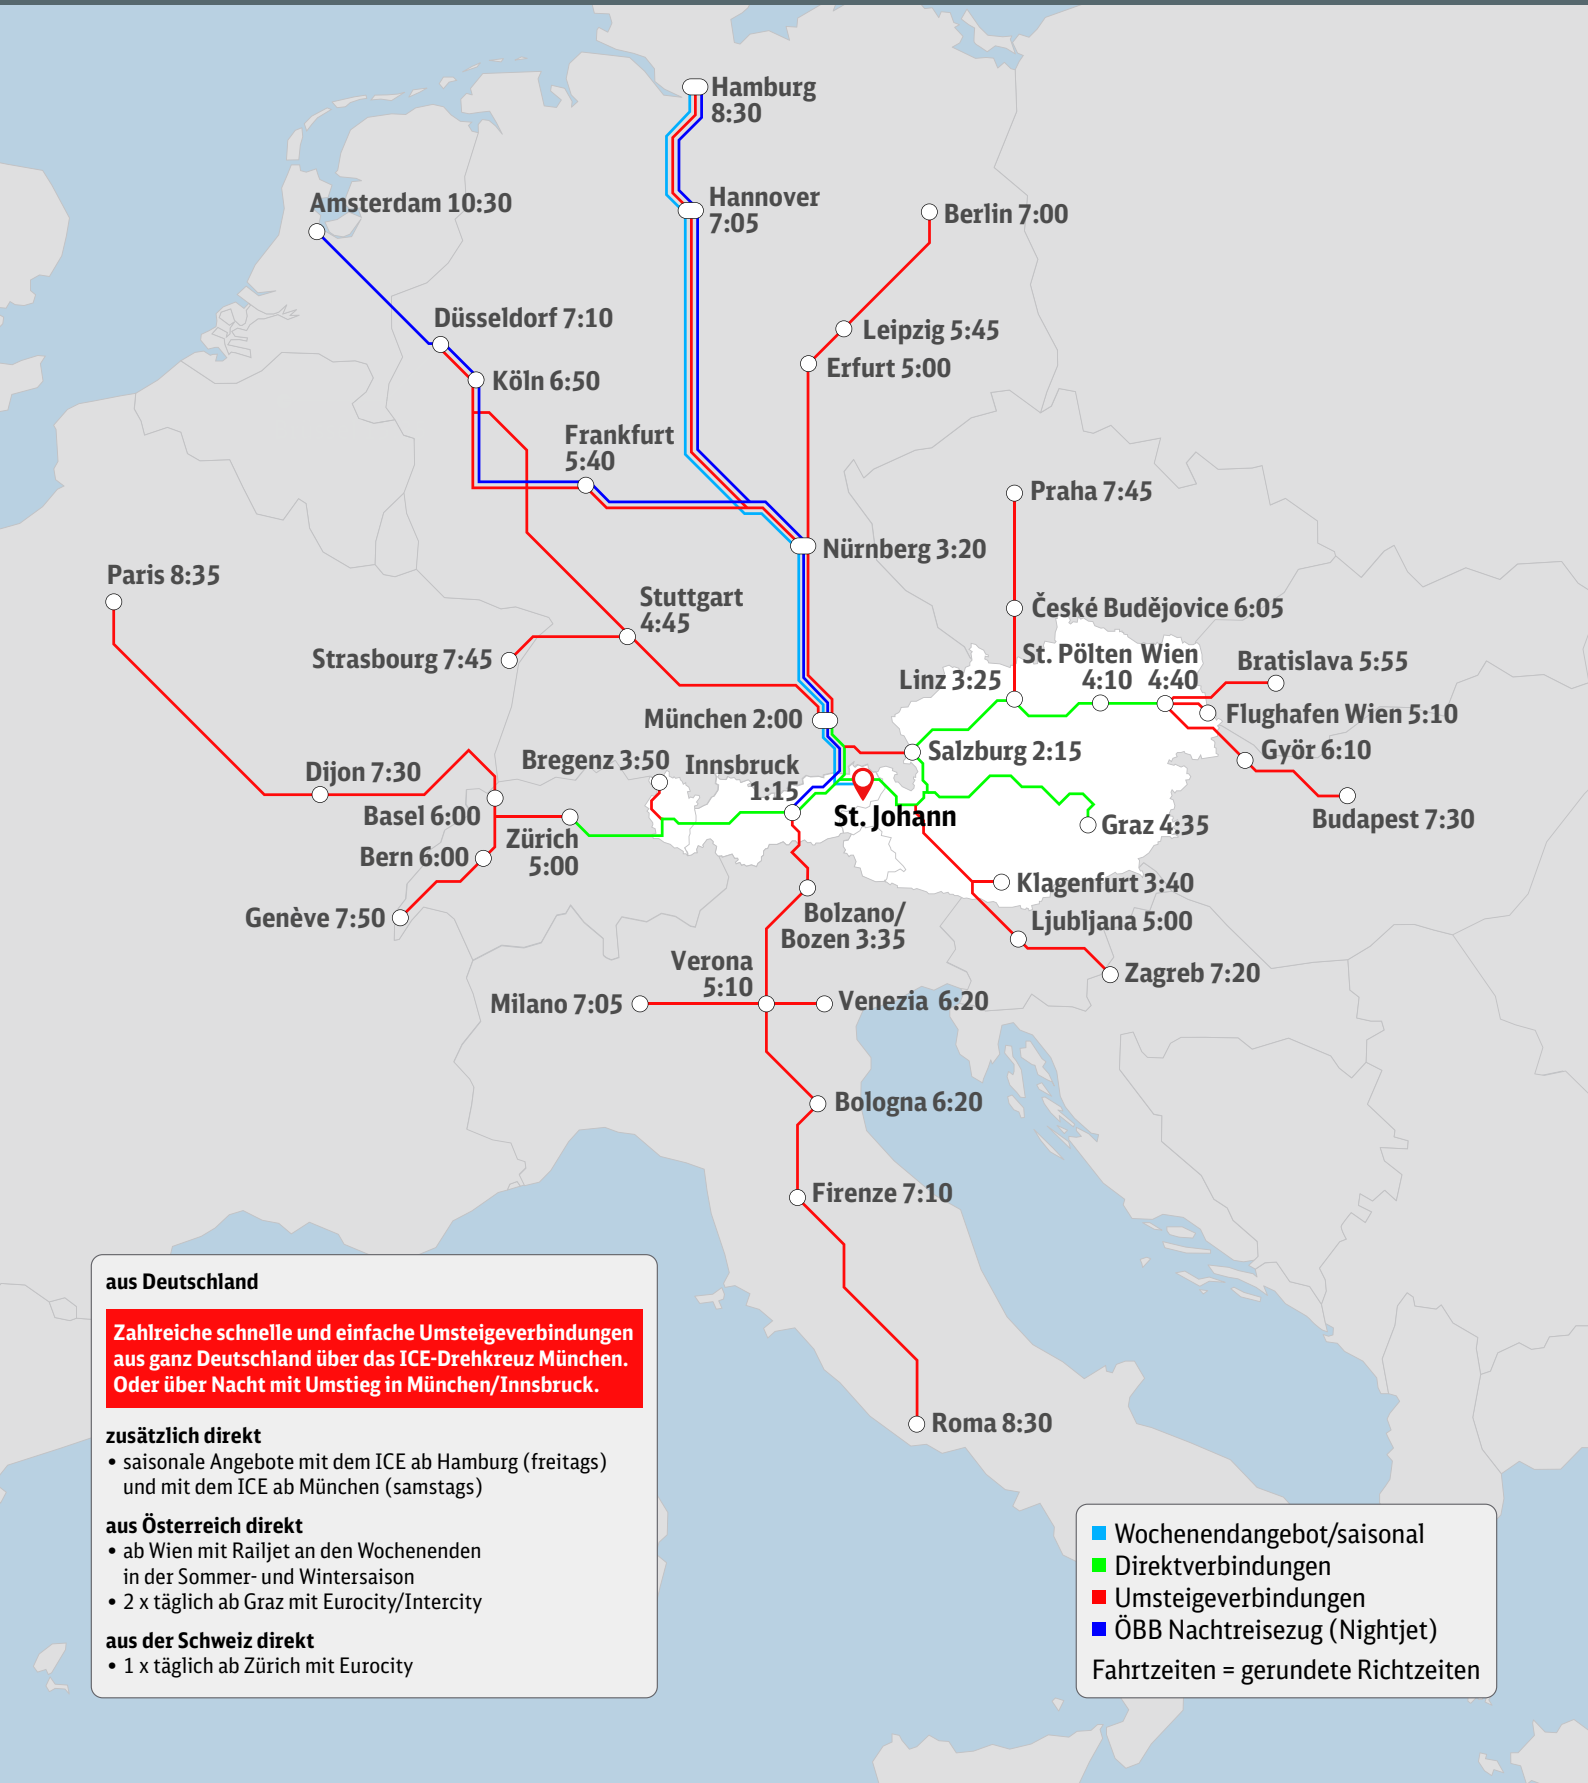 Hamburg
8:30
Hannover
7:05
Amsterdam 10:30
Berlin 7:00
Düsseldorf 7:10
Leipzig 5:45
Erfurt 5:00
Köln 6:50
Frankfurt
5:40
Praha 7:45
Nürnberg 3:20
Paris 8:35
Stuttgart
4:45
České Budějovice 6:05
Strasbourg 7:45
St. Pölten
4:10
Wien
4:40
Bratislava 5:55
Linz 3:25
München 2:00
Flughafen Wien 5:10
Salzburg 2:15
Györ 6:10
Bregenz 3:50
Innsbruck
1:15
Dijon 7:30
Basel 6:00
St. Johann
Graz 4:35
Budapest 7:30
Zürich
5:00
Bern 6:00
Klagenfurt 3:40
Genève 7:50
Bolzano/
Bozen 3:35
Ljubljana 5:00
Verona
5:10
Zagreb 7:20
Milano 7:05
Venezia 6:20
Bologna 6:20
Firenze 7:10
Roma 8:30
aus Deutschland
Zahlreiche schnelle und einfache Umsteigeverbindungen
aus ganz Deutschland über das ICE-Drehkreuz München.
Oder über Nacht mit Umstieg in München/Innsbruck.
zusätzlich direkt
• saisonale Angebote mit dem ICE ab Hamburg (freitags)
und mit dem ICE ab München (samstags)
aus Österreich direkt
• ab Wien mit Railjet an den Wochenenden
in der Sommer- und Wintersaison
• 2 x täglich ab Graz mit Eurocity/Intercity
aus der Schweiz direkt
• 1 x täglich ab Zürich mit Eurocity
Wochenendangebot/saisonal
Direktverbindungen
Umsteigeverbindungen
ÖBB Nachtreisezug (Nightjet)
Fahrtzeiten = gerundete Richtzeiten